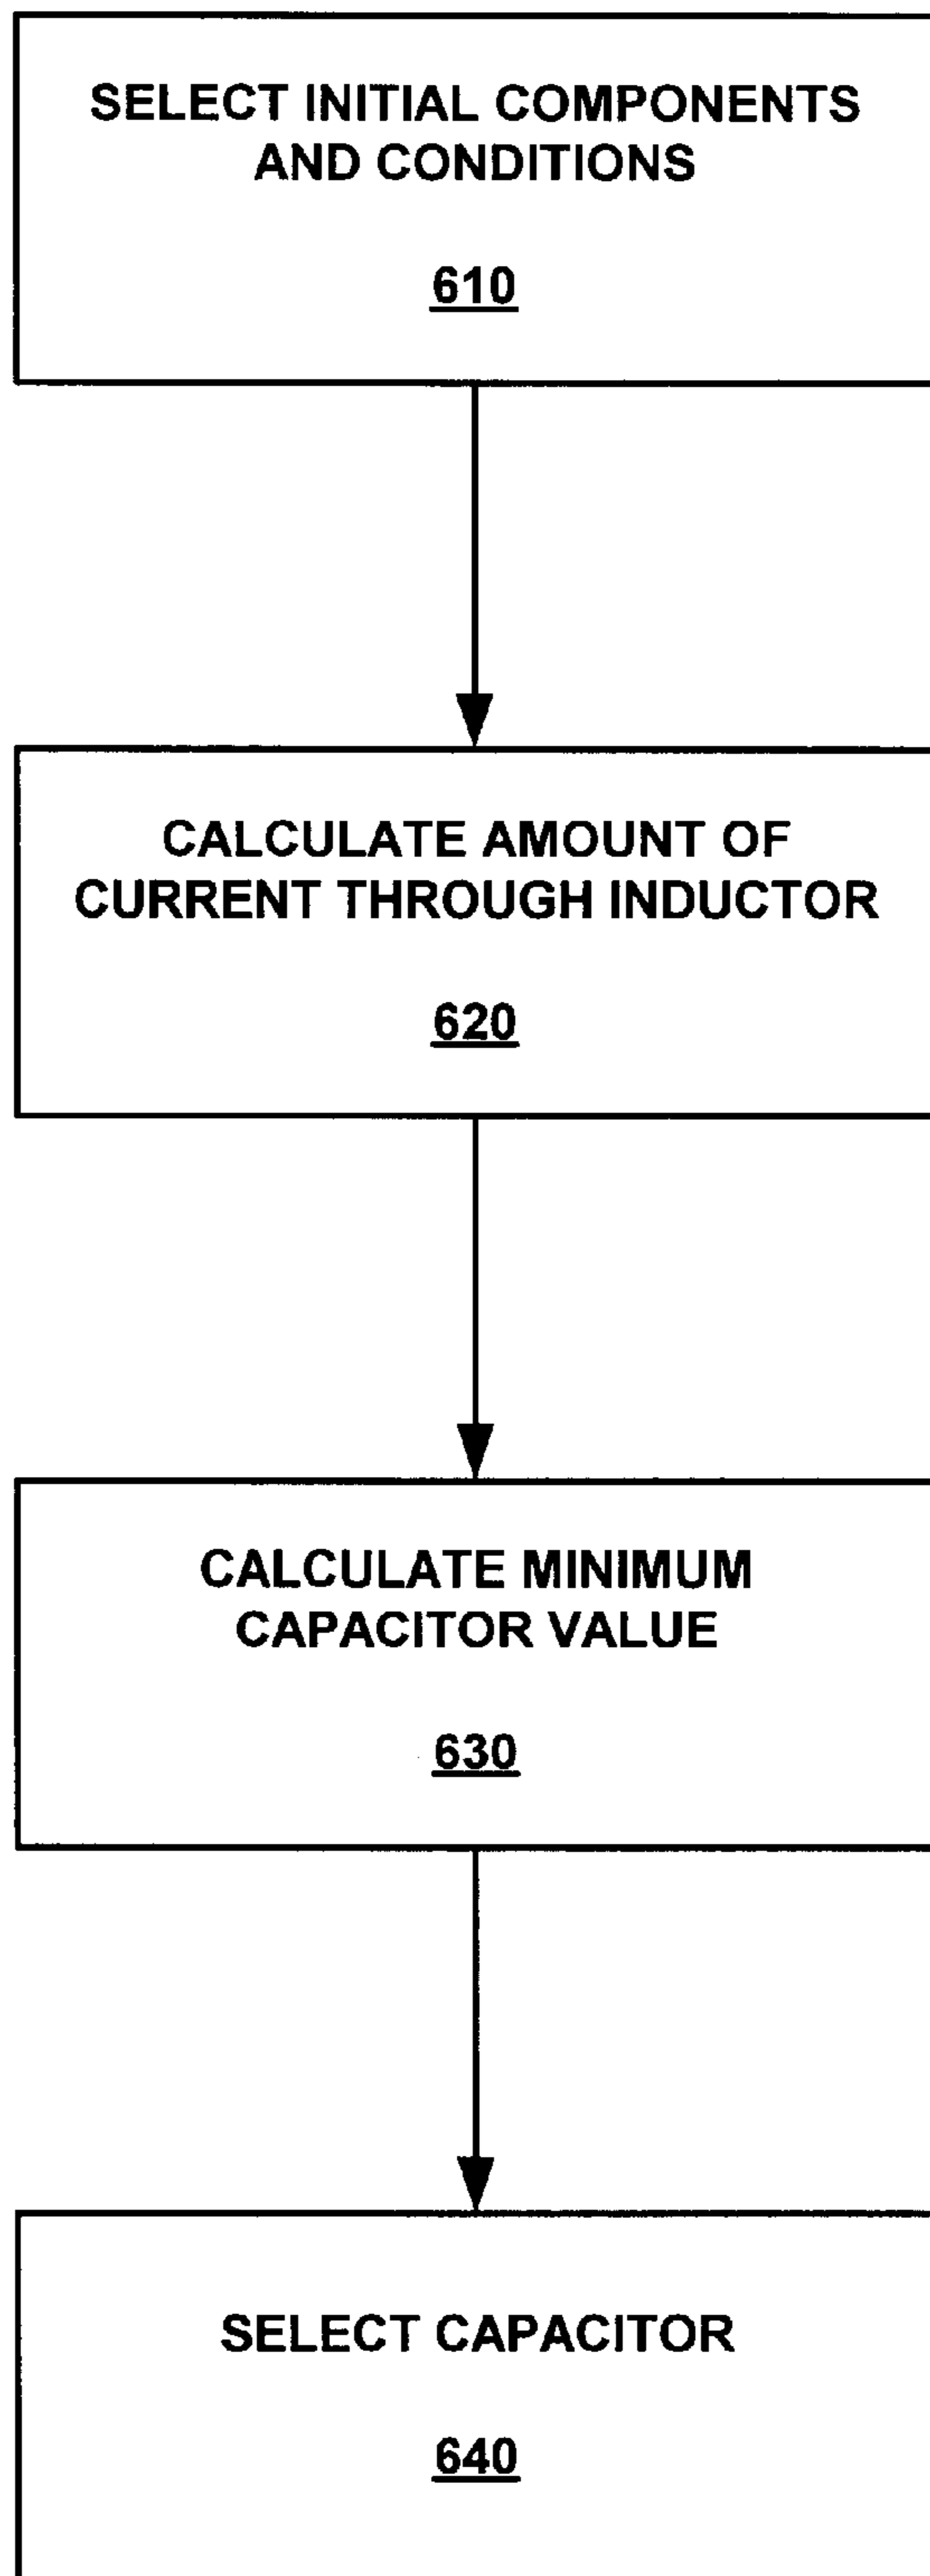 SELECT INITIAL COMPONENTS
AND CONDITIONS
610
CALCULATE AMOUNT OF
CURRENT THROUGH INDUCTOR
620
CALCULATE MINIMUM
CAPACITOR VALUE
630
SELECT CAPACITOR
640